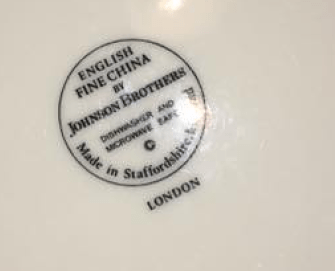 ENGLISH
FINE CHINA
BY
JOHNSON BROTHERS
DISHWASHER AND
MICROWAVE SAFE
C
Made in Staffordshire,
LONDON